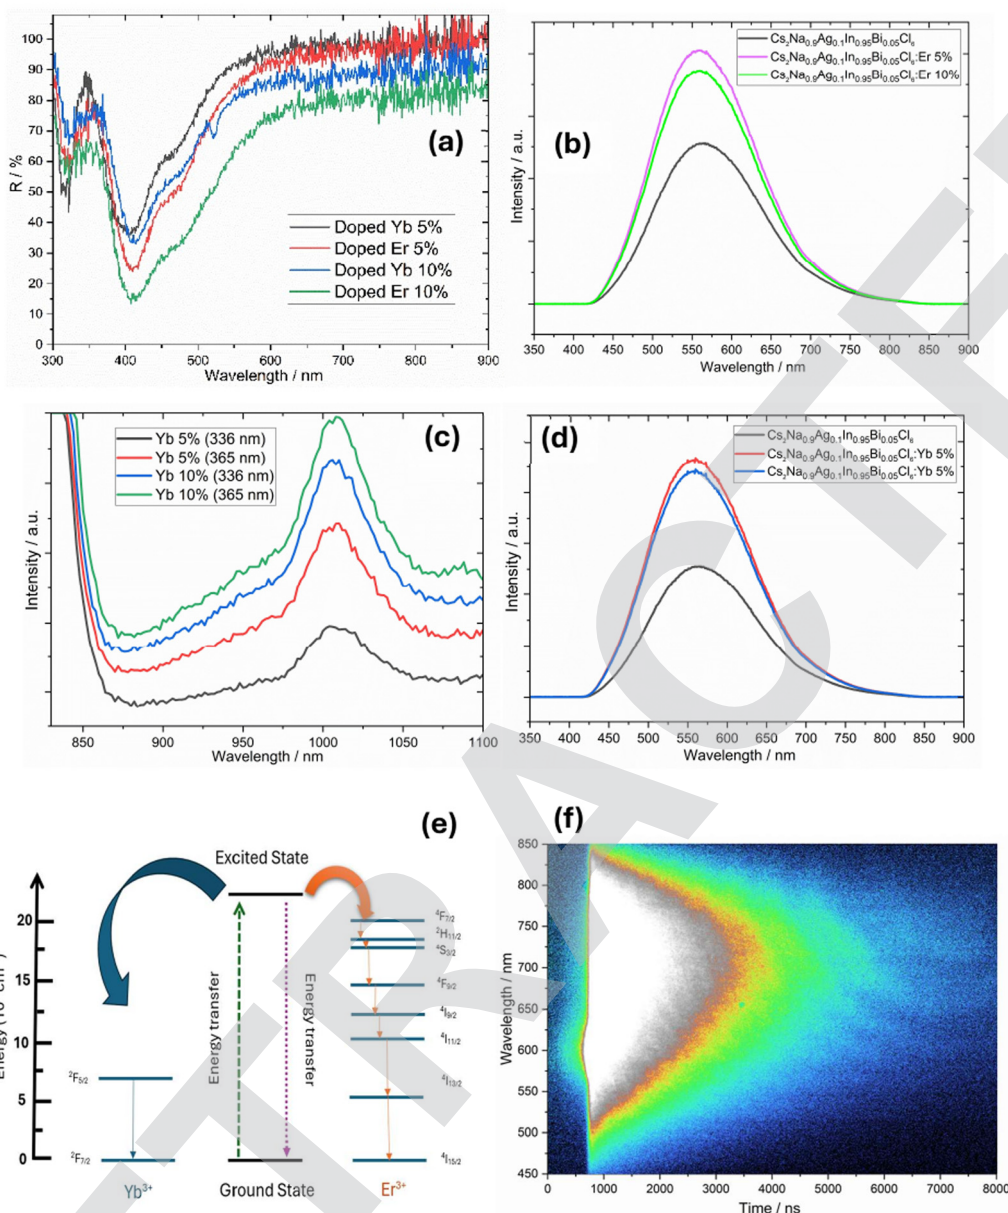 (a)
R / %
100
90
80
70
60
50
40
30
20
10
0
Doped Yb 5%
Doped Er 5%
Doped Yb 10%
Doped Er 10%
300 400 500 600 700 800 900
Wavelength / nm
(b)
Intensity / a.u.
Cs₂Na₀.₉Ag₀.₁In₀.₉₅Bi₀.₀₅Cl₆
Cs₂Na₀.₉Ag₀.₁In₀.₉₅Bi₀.₀₅Cl₆:Er 5%
Cs₂Na₀.₉Ag₀.₁In₀.₉₅Bi₀.₀₅Cl₆:Er 10%
350 400 450 500 550 600 650 700 750 800 850 900
Wavelength / nm
(c)
Intensity / a.u.
Yb 5% (336 nm)
Yb 5% (365 nm)
Yb 10% (336 nm)
Yb 10% (365 nm)
850 900 950 1000 1050 1100
Wavelength / nm
(d)
Intensity / a.u.
Cs₂Na₀.₉Ag₀.₁In₀.₉₅Bi₀.₀₅Cl₆
Cs₂Na₀.₉Ag₀.₁In₀.₉₅Bi₀.₀₅Cl₆:Yb 5%
Cs₂Na₀.₉Ag₀.₁In₀.₉₅Bi₀.₀₅Cl₆:Yb 5%
350 400 450 500 550 600 650 700 750 800 850 900
Wavelength / nm
(e)
Excited State
20
15
10
5
0
Energy transfer
Energy transfer
⁴F₇/₂
²H₁₁/₂
⁴S₃/₂
⁴F₉/₂
⁴I₉/₂
⁴I₁₁/₂
⁴I₁₃/₂
⁴I₁₅/₂
²F₅/₂
²F₇/₂
Yb³⁺
Ground State
Er³⁺
(f)
Wavelength / nm
850
800
750
700
650
600
550
500
450
0 1000 2000 3000 4000 5000 6000 7000 8000
Time / ns